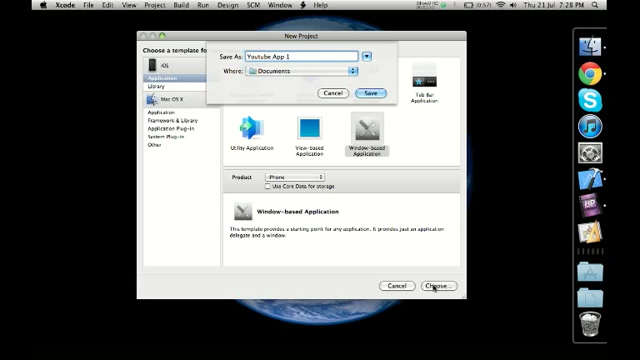 Xcode File Edit View Project Build Run Design SCM Window Help (0:57) Thu 21 Jul 7:28 PM
New Project
Choose a template for
Save As: Youtube App 1
Where: Documents
Cancel Save
iOS
Application
Library
Mac OS X
Application
Framework & Library
Application Plug-in
System Plug-in
Other
Tab Bar
Application
Utility Application
View-based
Application
Window-based
Application
Product iPhone
Use Core Data for storage
Window-based Application
This template provides a starting point for any application. It provides just an application
delegate and a window.
Cancel Choose...